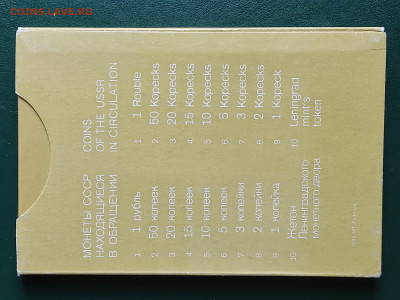 COINS.LAVE.RU
МОНЕТЫ СССР
НАХОДЯЩИЕСЯ
В ОБРАЩЕНИИ
1 1 рубль
2 50 копеек
3 20 копеек
4 15 копеек
5 10 копеек
6 5 копеек
7 3 копейки
8 2 копейки
9 1 копейка
10 Жетон
Ленинградского
монетного двора
COINS
OF THE USSR
IN CIRCULATION
1 1 Rouble
2 50 Kopecks
3 20 Kopecks
4 15 Kopecks
5 10 Kopecks
6 5 Kopecks
7 3 Kopecks
8 2 Kopecks
9 1 Kopeck
10 Leningrad
mint's
token